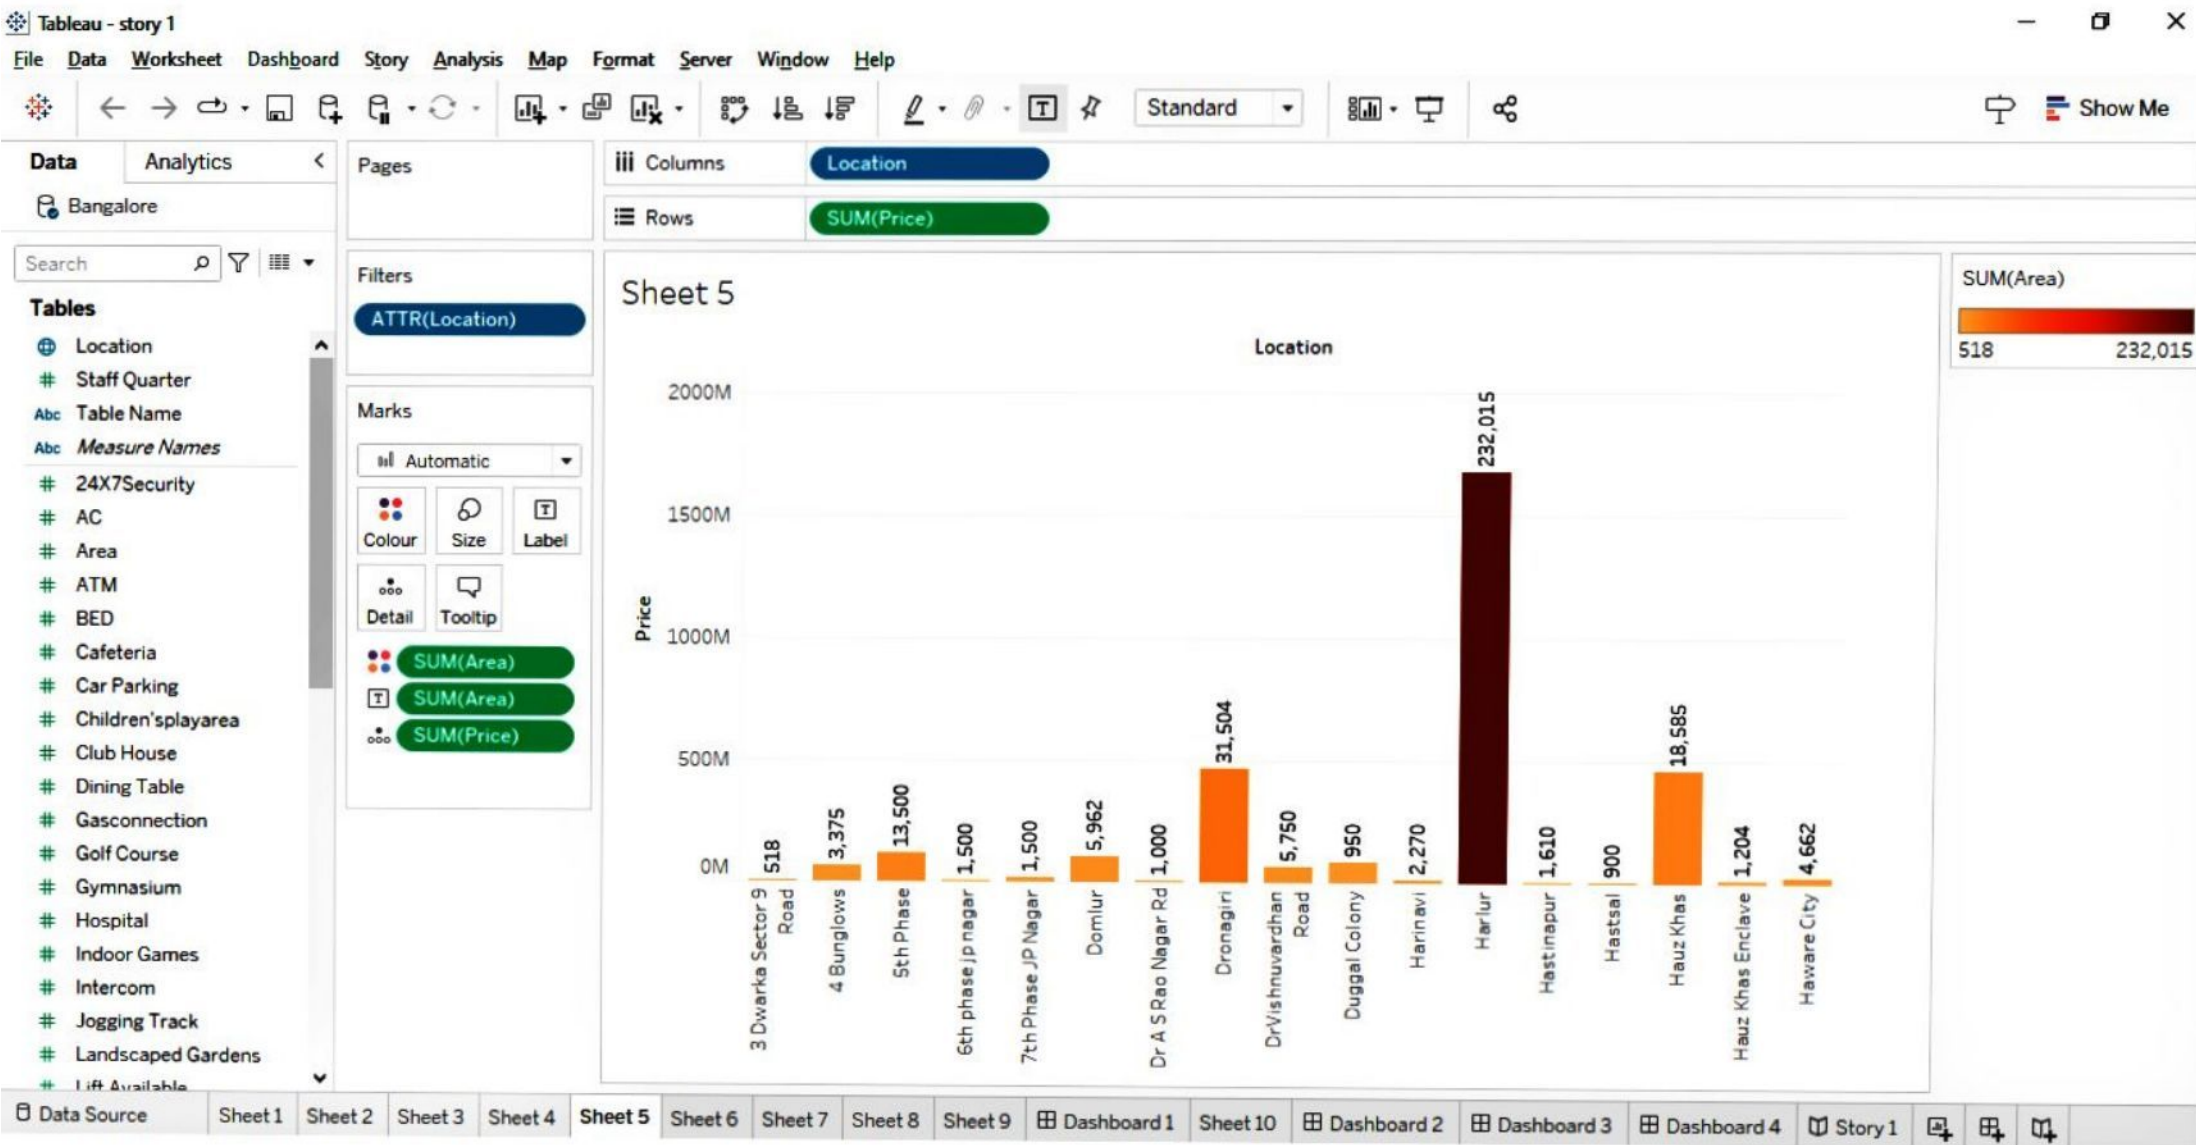 Tableau - story 1
File Data Worksheet Dashboard Story Analysis Map Format Server Window Help
Standard
Show Me
Data Analytics
Bangalore
Search
Tables
Location
Staff Quarter
Abc Table Name
Abc Measure Names
24X7Security
AC
Area
ATM
BED
Cafeteria
Car Parking
Children'splayarea
Club House
Dining Table
Gasconnection
Golf Course
Gymnasium
Hospital
Indoor Games
Intercom
Jogging Track
Landscaped Gardens
Lift Available
Pages
Filters
ATTR(Location)
Marks
Automatic
Colour Size Label
Detail Tooltip
SUM(Area)
SUM(Area)
SUM(Price)
Columns Location
Rows SUM(Price)
Sheet 5
Location
Price
2000M
1500M
1000M
500M
0M
518
3,375
13,500
1,500
1,500
5,962
1,000
31,504
5,750
950
2,270
232,015
1,610
900
18,585
1,204
4,662
3 Dwarka Sector 9
Road
4 Bunglows
5th Phase
6th phase jp nagar
7th Phase JP Nagar
Domlur
Dr A S Rao Nagar Rd
Dronagiri
DrVishnuvardhan
Road
Duggal Colony
Harinavi
Harlur
Hastinapur
Hastsal
Hauz Khas
Hauz Khas Enclave
Haware City
SUM(Area)
518 232,015
Data Source Sheet 1 Sheet 2 Sheet 3 Sheet 4 Sheet 5 Sheet 6 Sheet 7 Sheet 8 Sheet 9 Dashboard 1 Sheet 10 Dashboard 2 Dashboard 3 Dashboard 4 Story 1